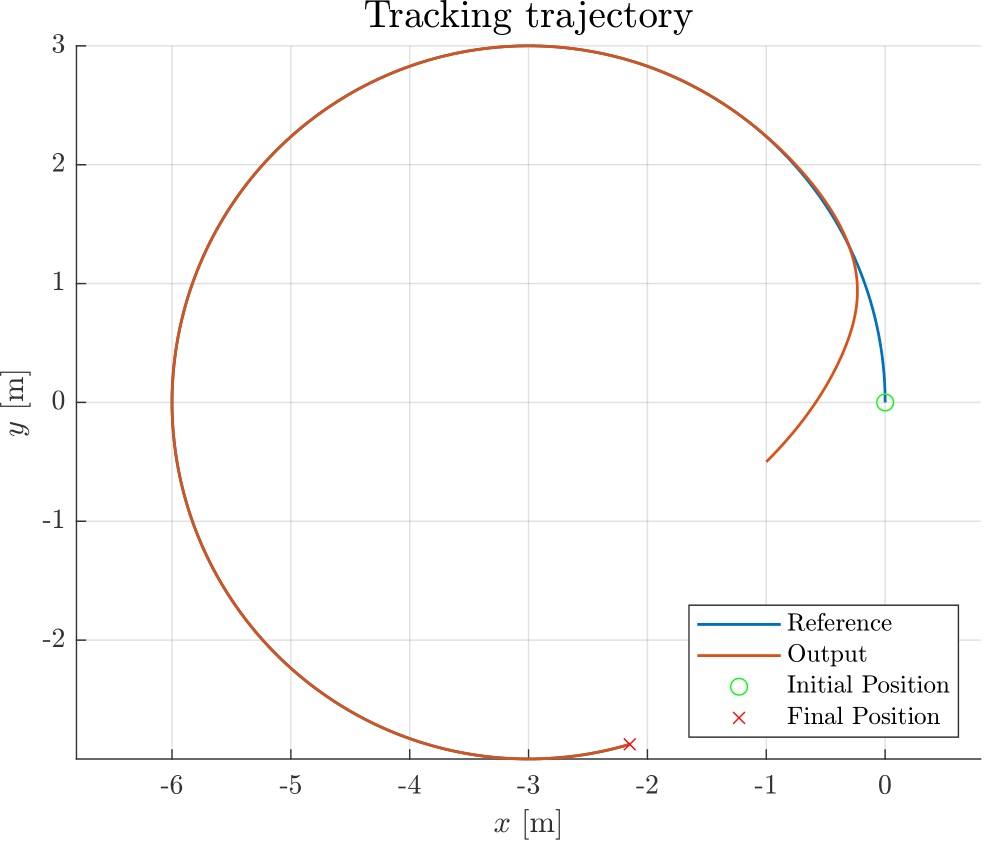 Tracking trajectory
3
2
1
0
-1
-2
y [m]
-6 -5 -4 -3 -2 -1 0
x [m]
Reference
Output
Initial Position
Final Position